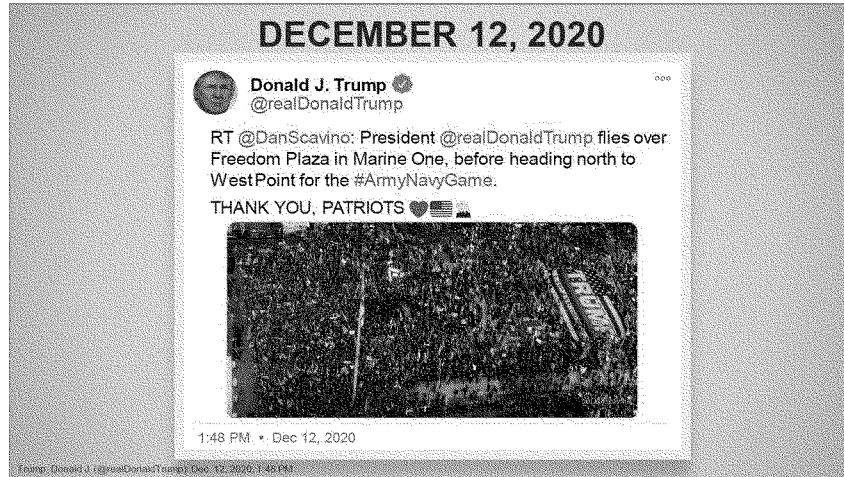 DECEMBER 12, 2020
Donald J. Trump
@realDonaldTrump
RT @DanScavino: President @realDonaldTrump flies over
Freedom Plaza in Marine One, before heading north to
West Point for the #ArmyNavyGame.
THANK YOU, PATRIOTS
TRUMP
1:48 PM • Dec 12, 2020
Trump, Donald J. (@realDonaldTrump). Dec. 12, 2020, 1:48 PM